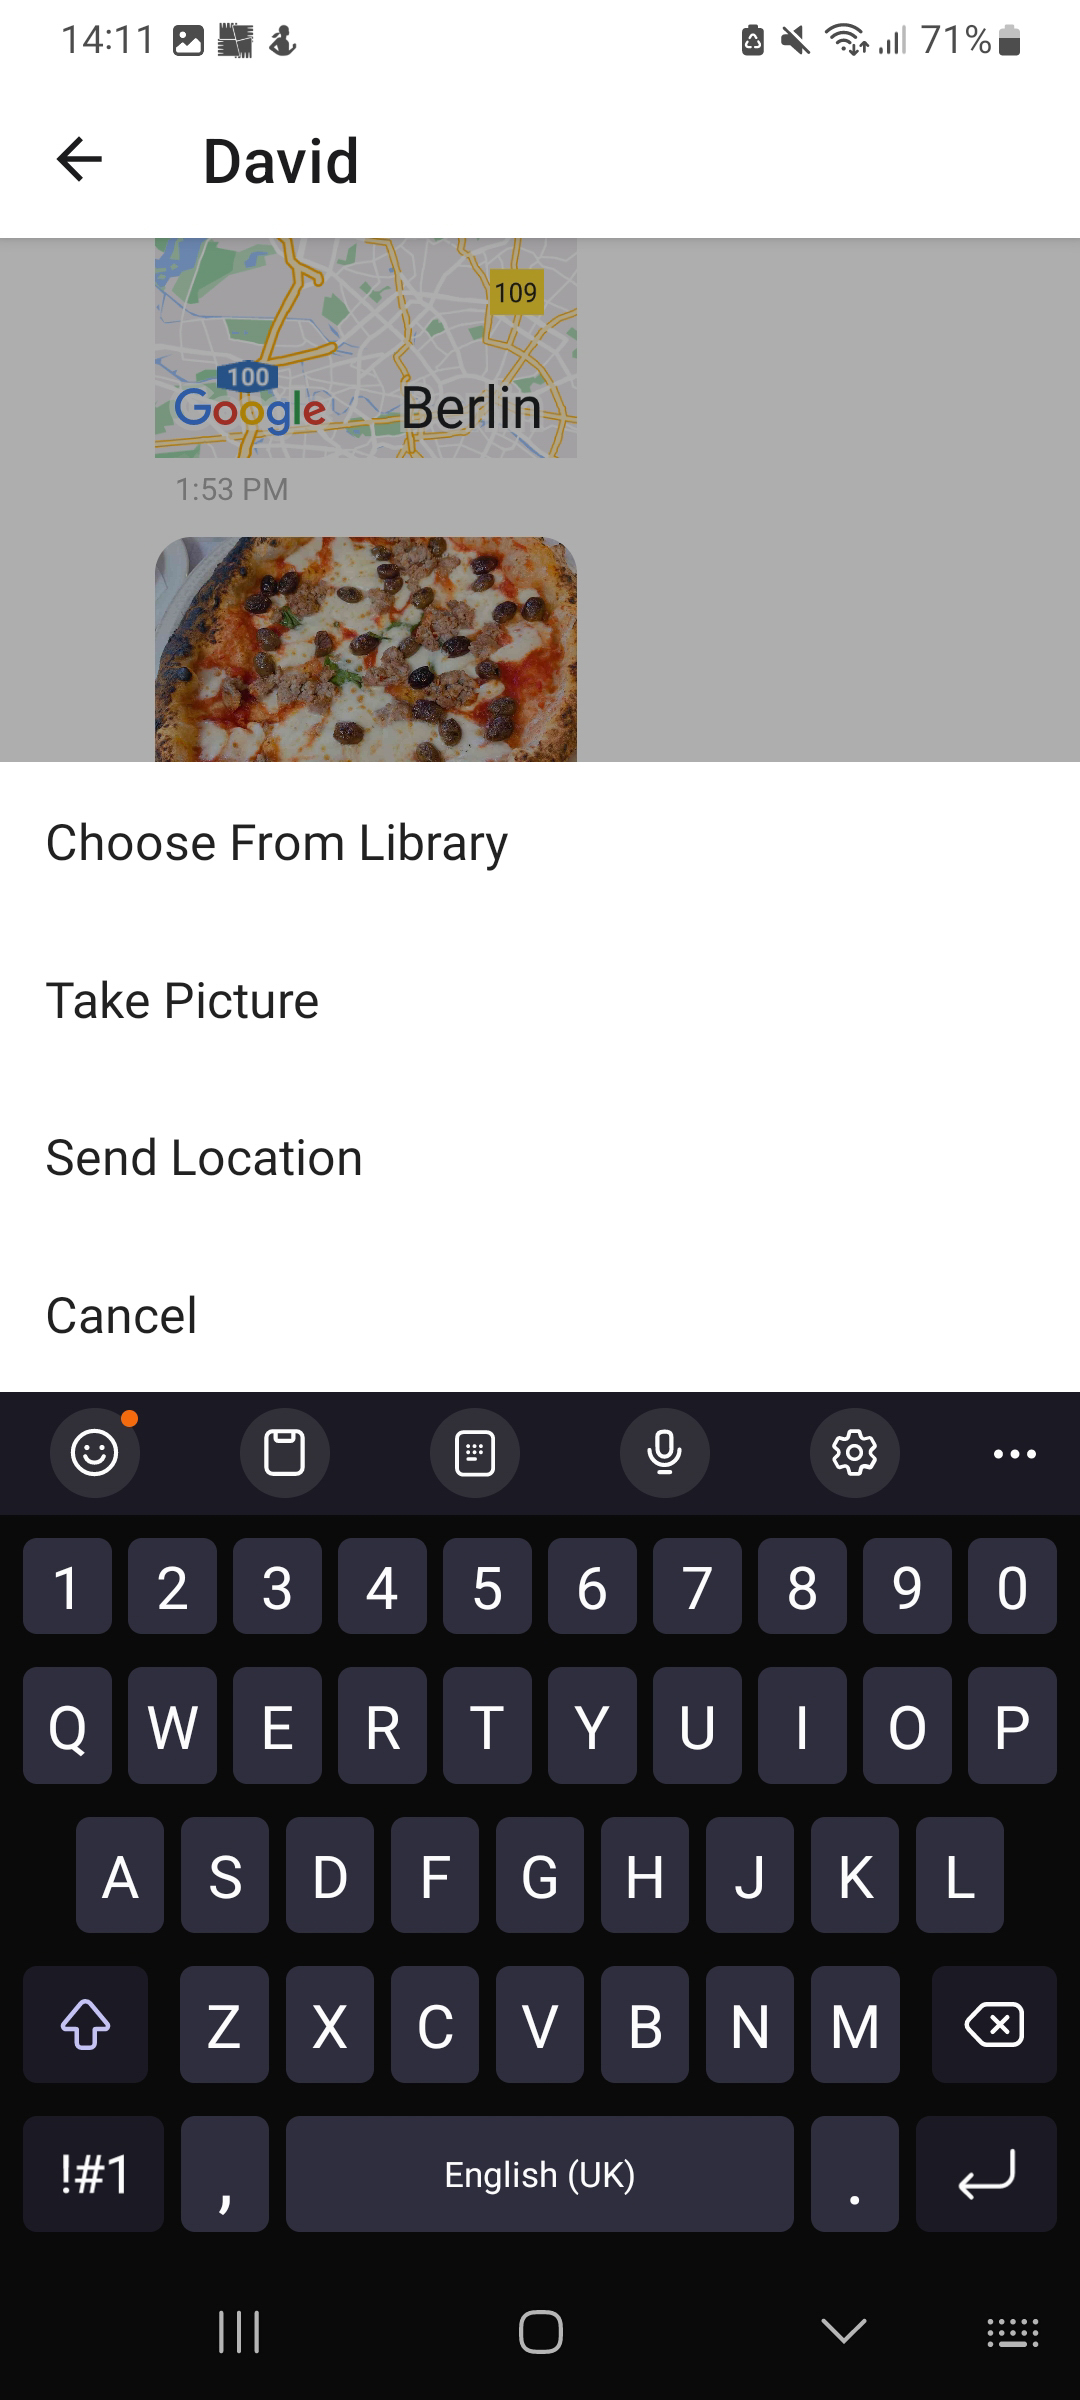 14:11 71%
David
109
100
Google Berlin
1:53 PM
Choose From Library
Take Picture
Send Location
Cancel
1 2 3 4 5 6 7 8 9 0
Q W E R T Y U I O P
A S D F G H J K L
Z X C V B N M
!#1 , English (UK) .